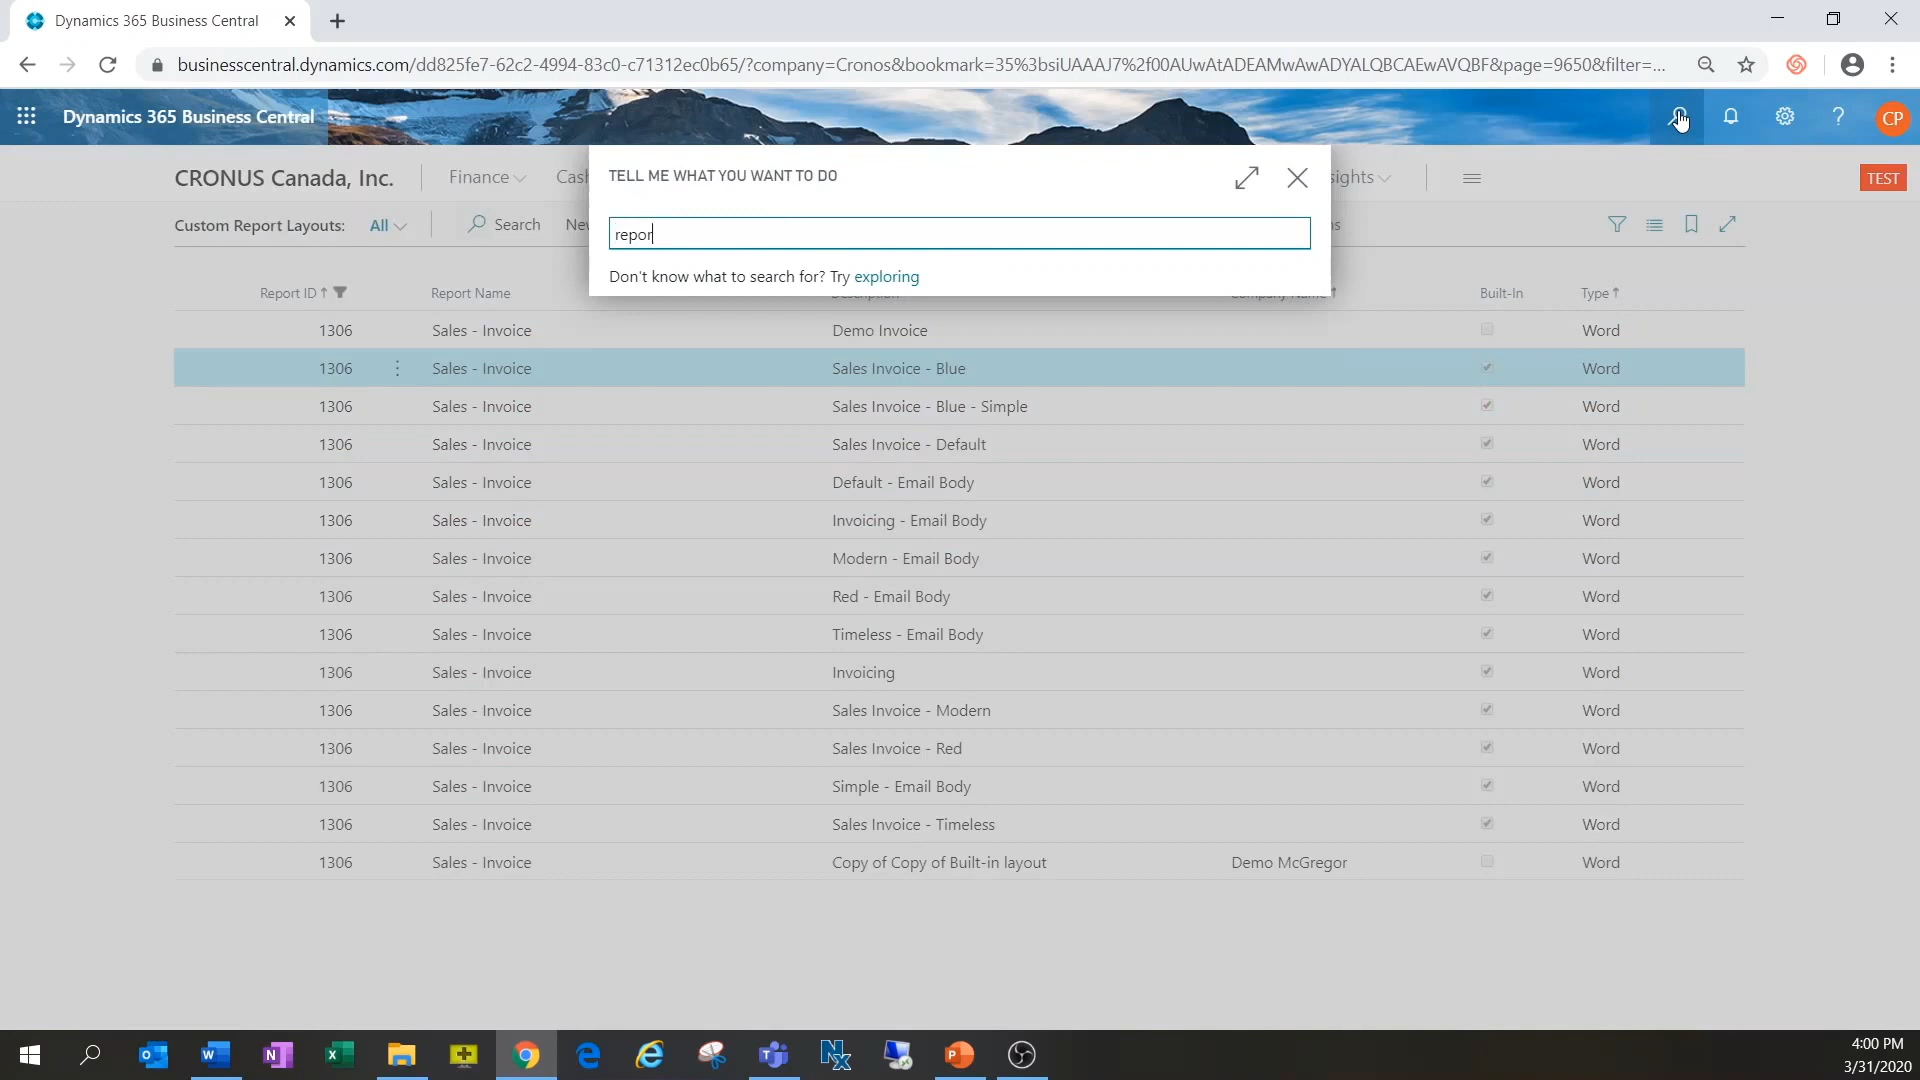 Dynamics 365 Business Central
businesscentral.dynamics.com/dd825fe7-62c2-4994-83c0-c71312ec0b65/?company=Cronos&bookmark=35%3bsiUAAAJ7%2f00AUwAtADEAMwAwADYALQBCAEwAVQBF&page=9650&filter=...
Dynamics 365 Business Central
CP
CRONUS Canada, Inc. Finance Cash TELL ME WHAT YOU WANT TO DO sights TEST
Custom Report Layouts: All Search New repor
Don't know what to search for? Try exploring
Report ID ↑ Report Name Description Company Name ↑ Built-In Type ↑
1306 Sales - Invoice Demo Invoice Word
1306 Sales - Invoice Sales Invoice - Blue Word
1306 Sales - Invoice Sales Invoice - Blue - Simple Word
1306 Sales - Invoice Sales Invoice - Default Word
1306 Sales - Invoice Default - Email Body Word
1306 Sales - Invoice Invoicing - Email Body Word
1306 Sales - Invoice Modern - Email Body Word
1306 Sales - Invoice Red - Email Body Word
1306 Sales - Invoice Timeless - Email Body Word
1306 Sales - Invoice Invoicing Word
1306 Sales - Invoice Sales Invoice - Modern Word
1306 Sales - Invoice Sales Invoice - Red Word
1306 Sales - Invoice Simple - Email Body Word
1306 Sales - Invoice Sales Invoice - Timeless Word
1306 Sales - Invoice Copy of Copy of Built-in layout Demo McGregor Word
4:00 PM
3/31/2020